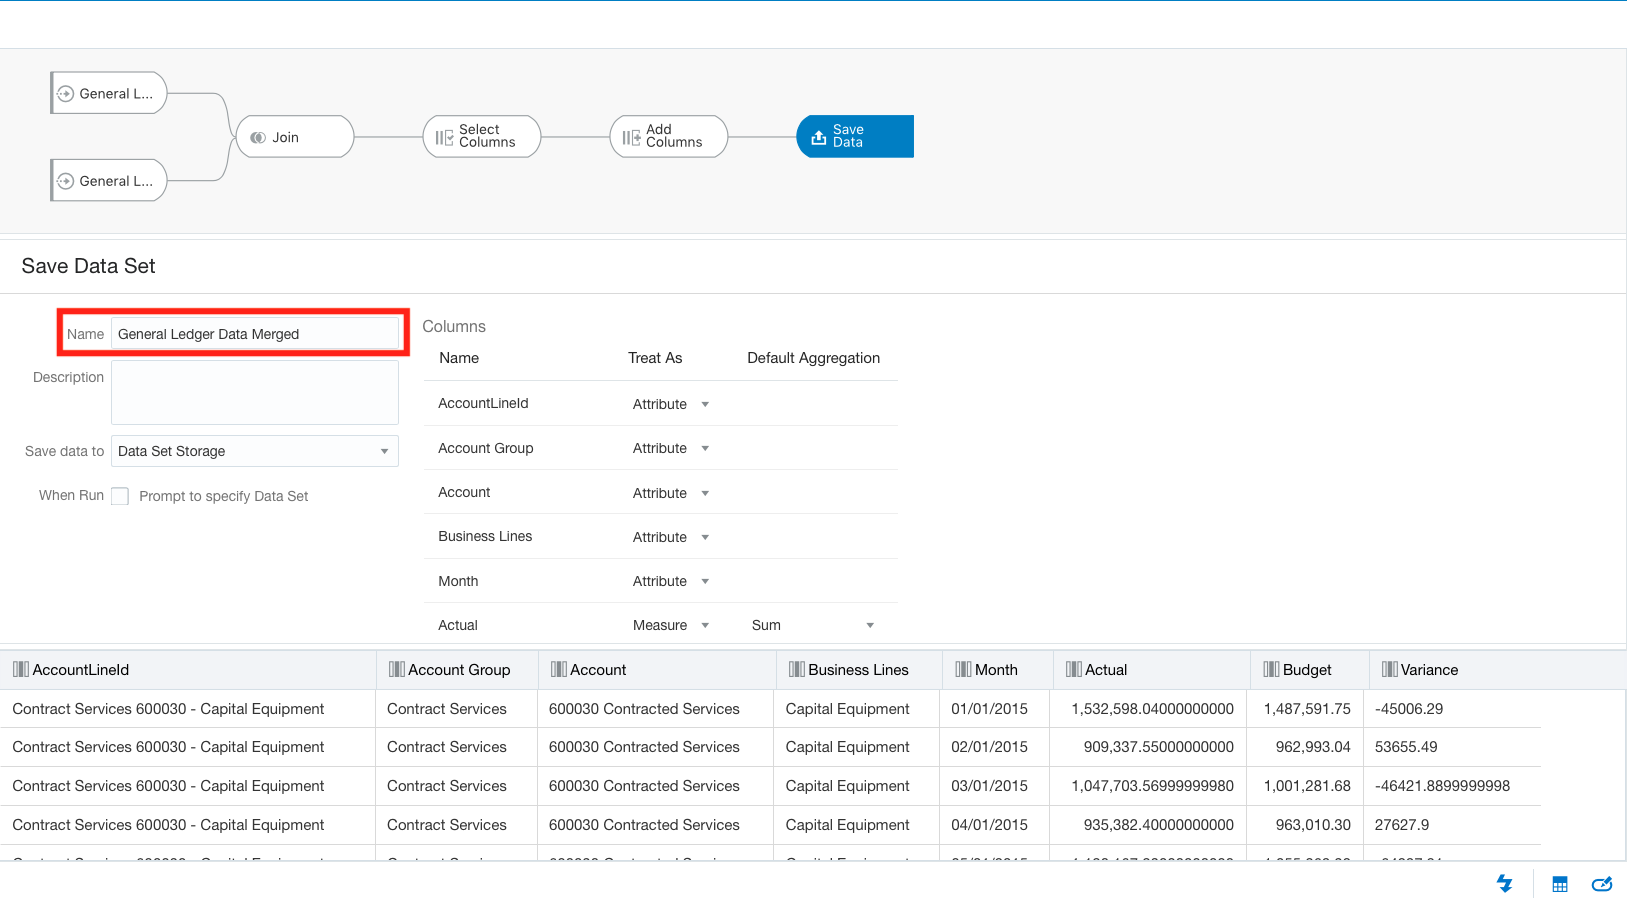 General L...
General L...
Join
Select
Columns
Add
Columns
Save
Data
Save Data Set
Name General Ledger Data Merged
Description
Save data to Data Set Storage
When Run Prompt to specify Data Set
Columns
Name Treat As Default Aggregation
AccountLineId Attribute
Account Group Attribute
Account Attribute
Business Lines Attribute
Month Attribute
Actual Measure Sum
AccountLineId Account Group Account Business Lines Month Actual Budget Variance
Contract Services 600030 - Capital Equipment Contract Services 600030 Contracted Services Capital Equipment 01/01/2015 1,532,598.04000000000 1,487,591.75 -45006.29
Contract Services 600030 - Capital Equipment Contract Services 600030 Contracted Services Capital Equipment 02/01/2015 909,337.55000000000 962,993.04 53655.49
Contract Services 600030 - Capital Equipment Contract Services 600030 Contracted Services Capital Equipment 03/01/2015 1,047,703.56999999980 1,001,281.68 -46421.8899999998
Contract Services 600030 - Capital Equipment Contract Services 600030 Contracted Services Capital Equipment 04/01/2015 935,382.40000000000 963,010.30 27627.9